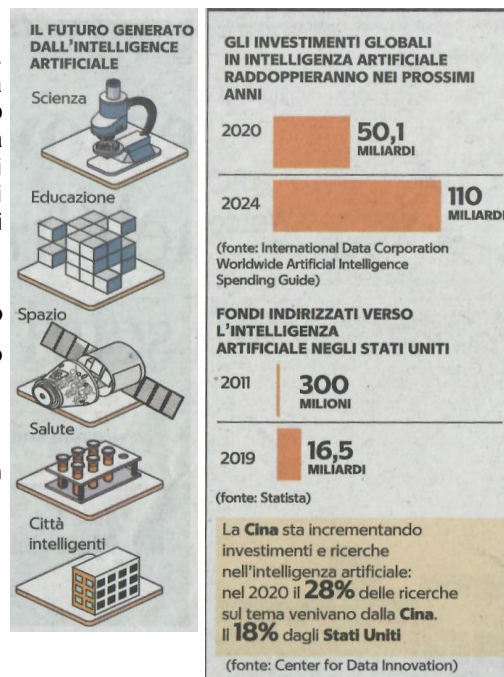 IL FUTURO GENERATO
DALL'INTELLIGENCE
ARTIFICIALE
Scienza
Educazione
Spazio
Salute
Città
intelligenti
GLI INVESTIMENTI GLOBALI
IN INTELLIGENZA ARTIFICIALE
RADDOPPIERANNO NEI PROSSIMI
ANNI
2020
50,1
MILIARDI
2024
110
MILIARDI
(fonte: International Data Corporation
Worldwide Artificial Intelligence
Spending Guide)
FONDI INDIRIZZATI VERSO
L'INTELLIGENZA
ARTIFICIALE NEGLI STATI UNITI
2011
300
MILIONI
2019
16,5
MILIARDI
(fonte: Statista)
La Cina sta incrementando
investimenti e ricerche
nell'intelligenza artificiale:
nel 2020 il 28% delle ricerche
sul tema venivano dalla Cina.
Il 18% dagli Stati Uniti
(fonte: Center for Data Innovation)